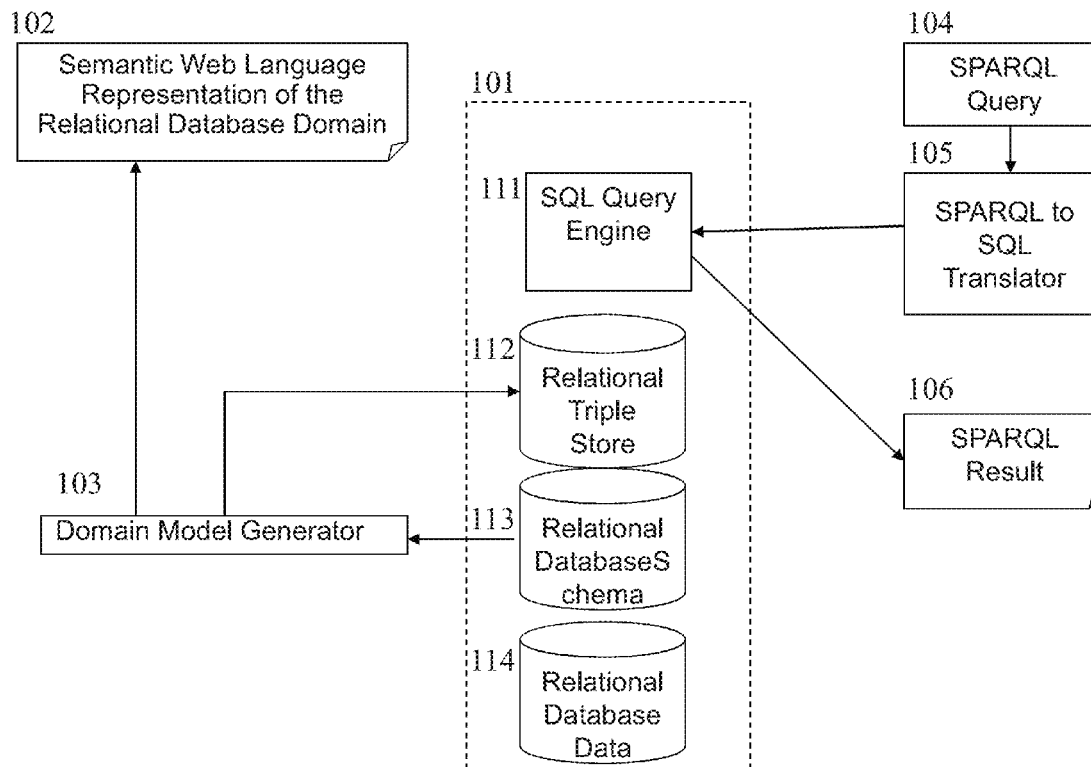 102
Semantic Web Language
Representation of the
Relational Database Domain
101
104
SPARQL
Query
105
SPARQL to
SQL
Translator
111
SQL Query
Engine
112
Relational
Triple
Store
106
SPARQL
Result
103
Domain Model Generator
113
Relational
DatabaseS
chema
114
Relational
Database
Data